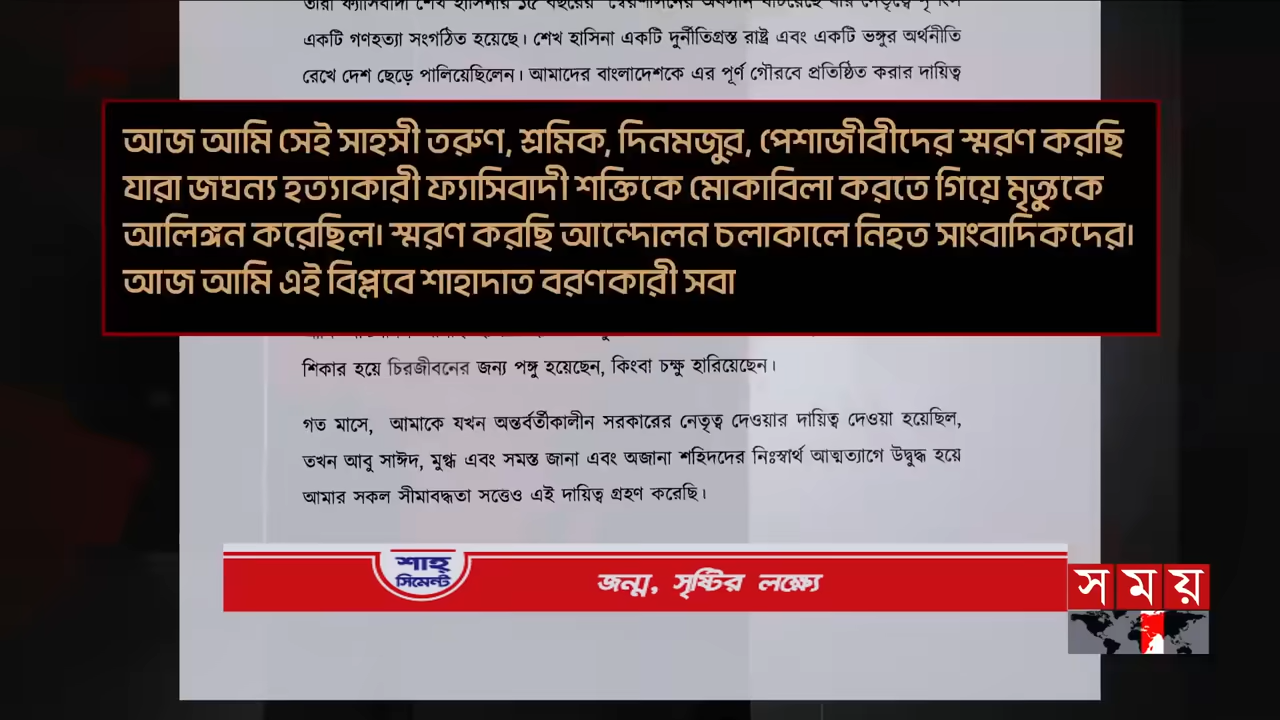 তারা ফ্যাসিবাদী শেখ হাসিনার ১৫ বছরের
একটি গণহত্যা সংগঠিত হয়েছে। শেখ হাসিনা একটি দুর্নীতিগ্রস্ত রাষ্ট্র এবং একটি ভঙ্গুর অর্থনীতি
রেখে দেশ ছেড়ে পালিয়েছিলেন। আমাদের বাংলাদেশকে এর পূর্ণ গৌরবে প্রতিষ্ঠিত করার দায়িত্ব
আজ আমি সেই সাহসী তরুণ, শ্রমিক, দিনমজুর, পেশাজীবীদের স্মরণ করছি
যারা জঘন্য হত্যাকারী ফ্যাসিবাদী শক্তিকে মোকাবিলা করতে গিয়ে মৃত্যুকে
আলিঙ্গন করেছিল। স্মরণ করছি আন্দোলন চলাকালে নিহত সাংবাদিকদের।
আজ আমি এই বিপ্লবে শাহাদাত বরণকারী সবা
শিকার হয়ে চিরজীবনের জন্য পঙ্গু হয়েছেন, কিংবা চক্ষু হারিয়েছেন।
গত মাসে, আমাকে যখন অন্তর্বর্তীকালীন সরকারের নেতৃত্ব দেওয়ার দায়িত্ব দেওয়া হয়েছিল,
তখন আবু সাঈদ, মুগ্ধ এবং সমস্ত জানা এবং অজানা শহিদদের নিঃস্বার্থ আত্মত্যাগে উদ্বুদ্ধ হয়ে
আমার সকল সীমাবদ্ধতা সত্তেও এই দায়িত্ব গ্রহণ করেছি।
শাহ্
সিমেন্ট
জন্ম, সৃষ্টির লক্ষ্যে
সময়